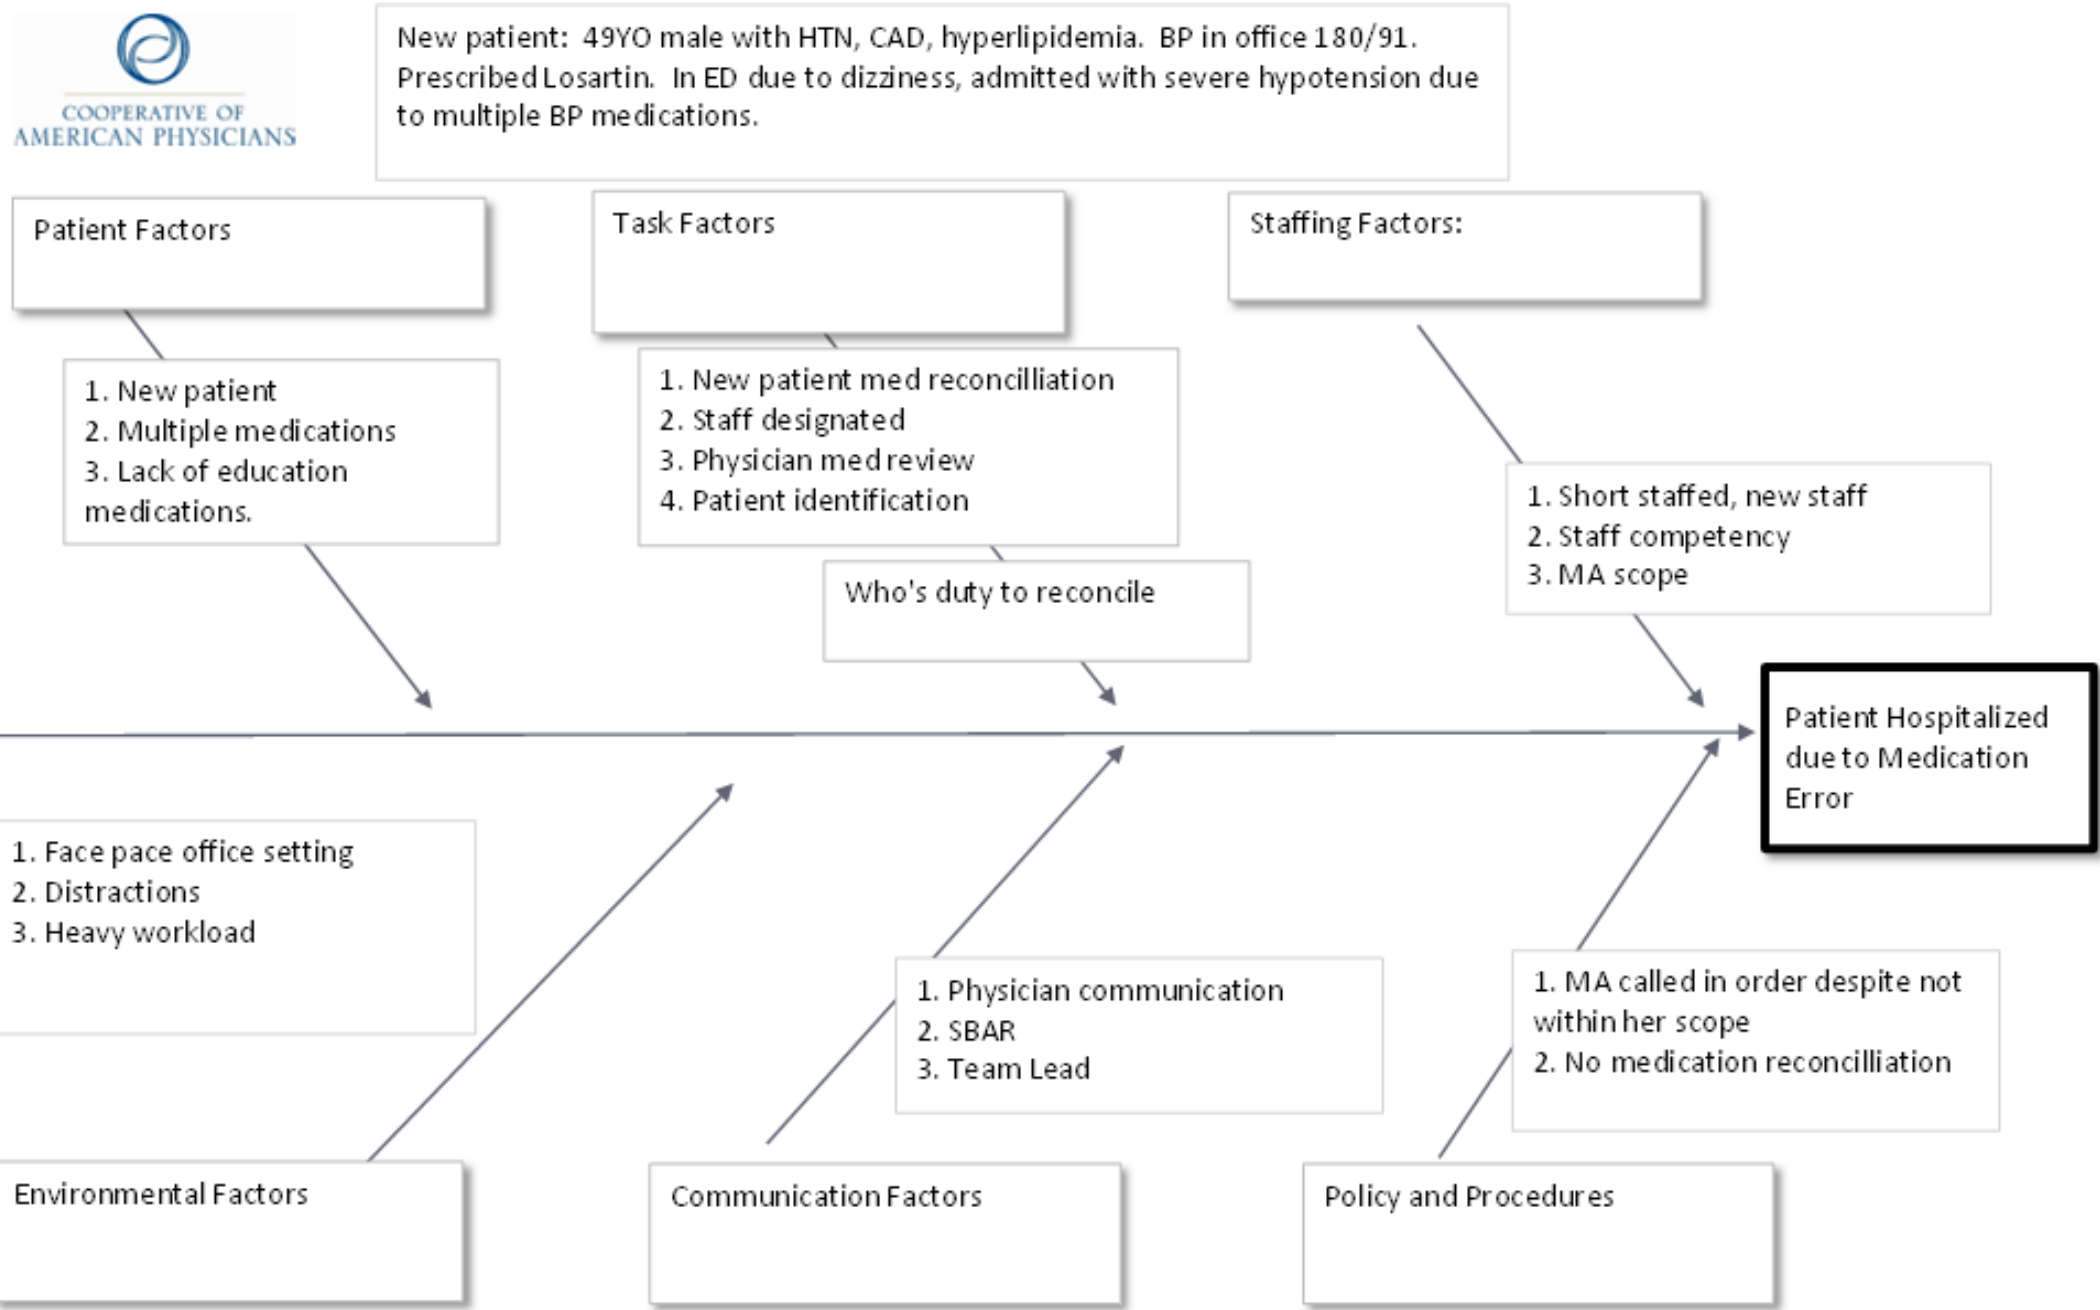 COOPERATIVE OF
AMERICAN PHYSICIANS
New patient: 49YO male with HTN, CAD, hyperlipidemia. BP in office 180/91.
Prescribed Losartin. In ED due to dizziness, admitted with severe hypotension due
to multiple BP medications.
Patient Factors
Task Factors
Staffing Factors:
1. New patient
2. Multiple medications
3. Lack of education
medications.
1. New patient med reconcilliation
2. Staff designated
3. Physician med review
4. Patient identification
Who's duty to reconcile
1. Short staffed, new staff
2. Staff competency
3. MA scope
Patient Hospitalized
due to Medication
Error
1. Face pace office setting
2. Distractions
3. Heavy workload
1. Physician communication
2. SBAR
3. Team Lead
1. MA called in order despite not
within her scope
2. No medication reconcilliation
Environmental Factors
Communication Factors
Policy and Procedures